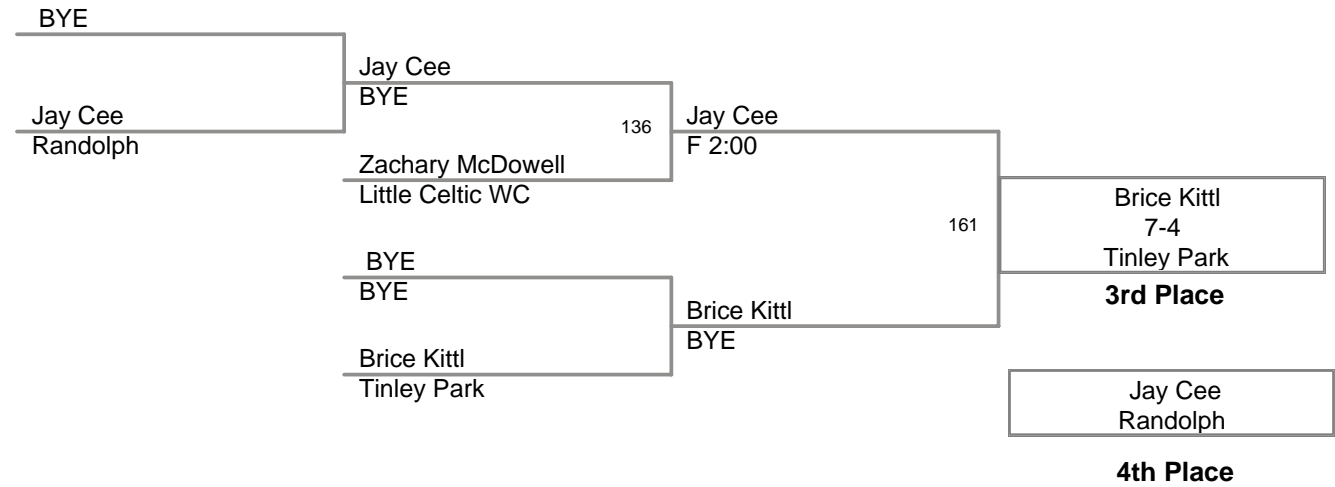 BYE
Jay Cee
Randolph
Jay Cee
BYE
136
Zachary McDowell
Little Celtic WC
BYE
BYE
Brice Kittl
Tinley Park
Jay Cee
F 2:00
161
Brice Kittl
BYE
Brice Kittl
7-4
Tinley Park
3rd Place
Jay Cee
Randolph
4th Place